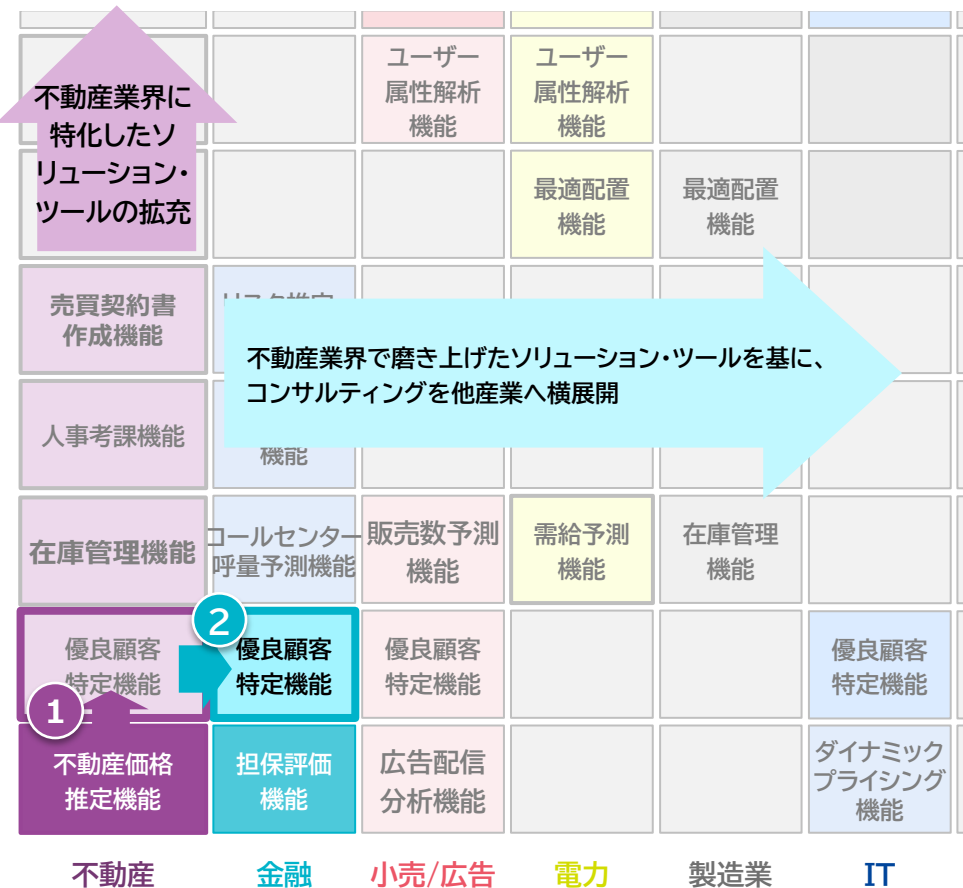 ユーザー
属性解析
機能
ユーザー
属性解析
機能
不動産業界に
特化したソ
リューション・
ツールの拡充
最適配置
機能
最適配置
機能
売買契約書
作成機能
不動産業界で磨き上げたソリューション・ツールを基に、
コンサルティングを他産業へ横展開
人事考課機能
機能
在庫管理機能
コールセンター
呼量予測機能
販売数予測
機能
需給予測
機能
在庫管理
機能
優良顧客
特定機能
2
優良顧客
特定機能
優良顧客
特定機能
優良顧客
特定機能
1
不動産価格
推定機能
担保評価
機能
広告配信
分析機能
ダイナミック
プライシング
機能
不動産
金融
小売/広告
電力
製造業
IT